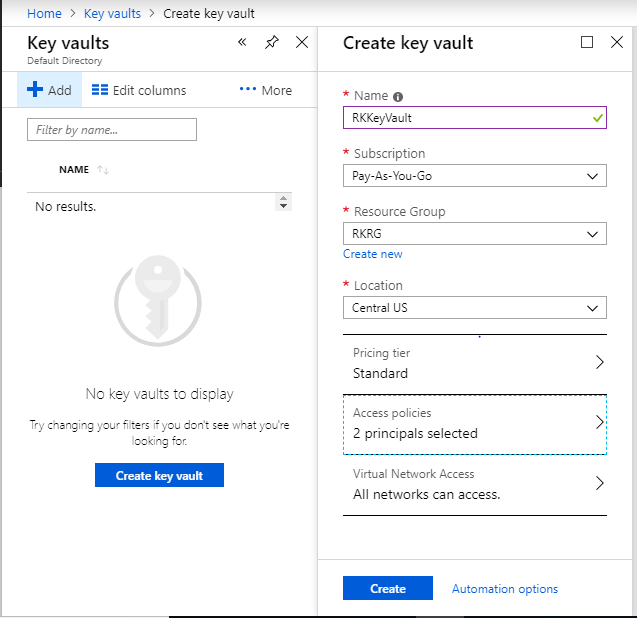 Home > Key vaults > Create key vault
Key vaults
Default Directory
Add
Edit columns
More
Filter by name...
NAME
No results.
No key vaults to display
Try changing your filters if you don't see what you're
looking for.
Create key vault
Create key vault
* Name
RKKeyVault
* Subscription
Pay-As-You-Go
* Resource Group
RKRG
Create new
* Location
Central US
Pricing tier
Standard
Access policies
2 principals selected
Virtual Network Access
All networks can access.
Create
Automation options